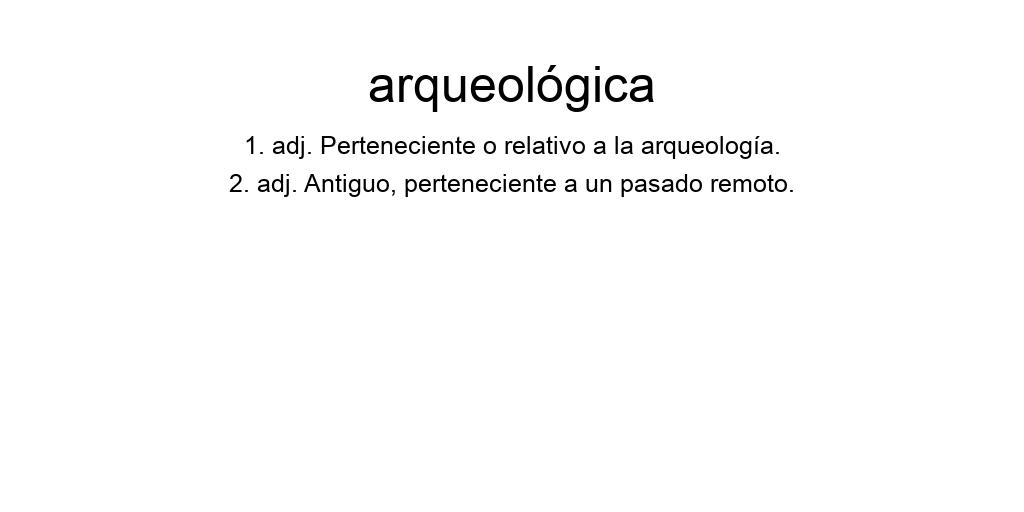 arqueológica
1. adj. Perteneciente o relativo a la arqueología.
2. adj. Antiguo, perteneciente a un pasado remoto.